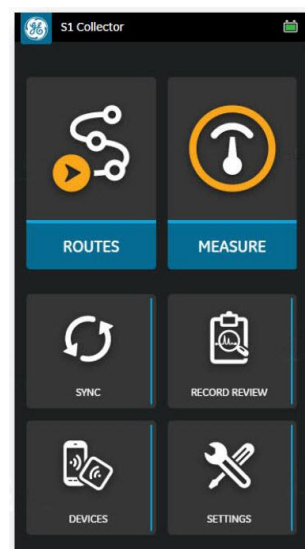 S1 Collector
ROUTES
MEASURE
SYNC
RECORD REVIEW
DEVICES
SETTINGS